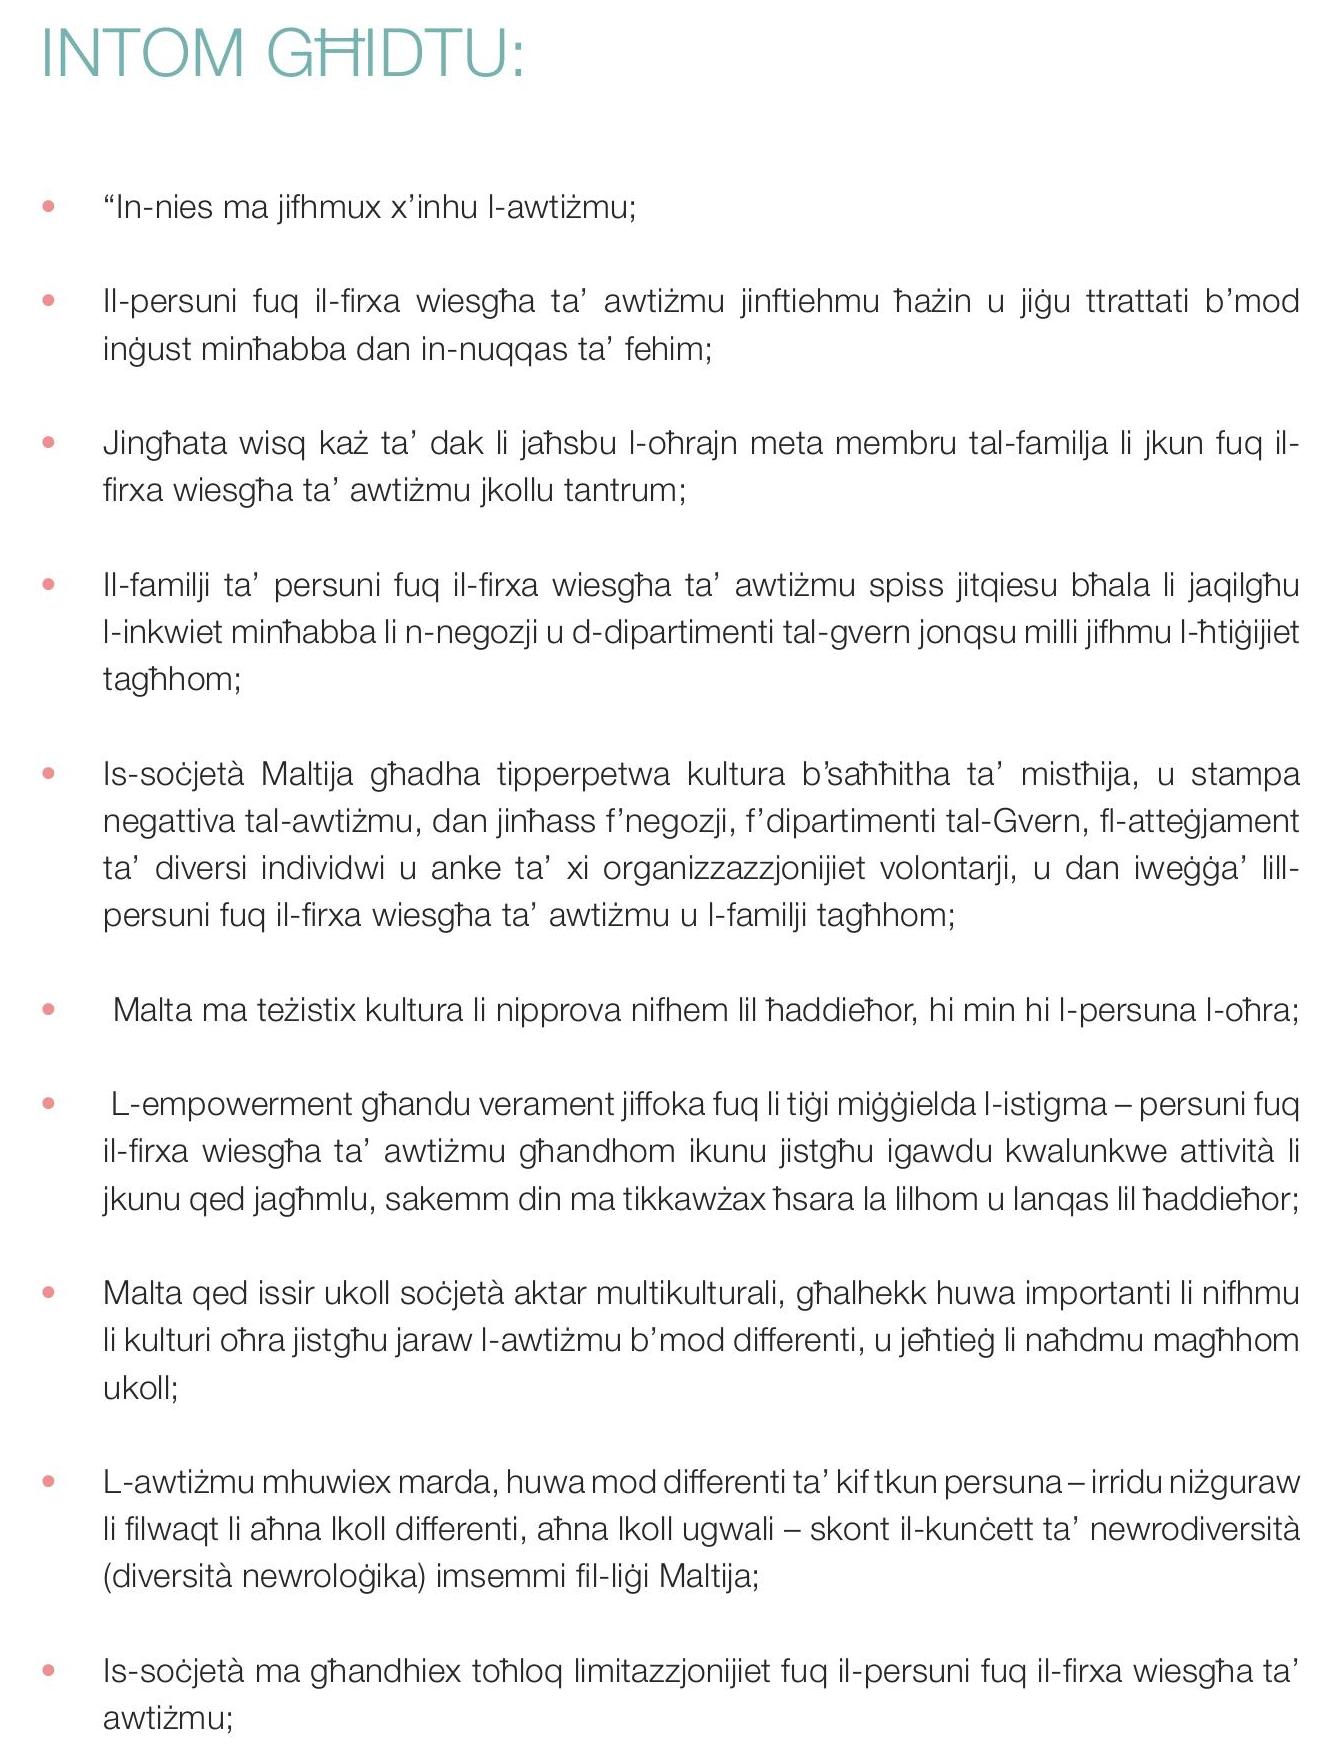 INTOM GĦIDTU:
• “In-nies ma jifhmux x’inhu l-awtiżmu;
• Il-persuni fuq il-firxa wiesgħa ta’ awtiżmu jinftiehmu ħażin u jiġu ttrattati b’mod
inġust minħabba dan in-nuqqas ta’ fehim;
• Jingħata wisq każ ta’ dak li jaħsbu l-oħrajn meta membru tal-familja li jkun fuq il-
firxa wiesgħa ta’ awtiżmu jkollu tantrum;
• Il-familji ta’ persuni fuq il-firxa wiesgħa ta’ awtiżmu spiss jitqiesu bħala li jaqilgħu
l-inkwiet minħabba li n-negozji u d-dipartimenti tal-gvern jonqsu milli jifhmu l-ħtiġijiet
tagħhom;
• Is-soċjetà Maltija għadha tipperpetwa kultura b’saħħitha ta’ mistħija, u stampa
negattiva tal-awtiżmu, dan jinħass f’negozji, f’dipartimenti tal-Gvern, fl-atteġġjament
ta’ diversi individwi u anke ta’ xi organizzazzjonijiet volontarji, u dan iweġġa’ lill-
persuni fuq il-firxa wiesgħa ta’ awtiżmu u l-familji tagħhom;
• Malta ma teżistix kultura li nipprova nifhem lil ħaddieħor, hi min hi l-persuna l-oħra;
• L-empowerment għandu verament jiffoka fuq li tiġi miġġielda l-istigma – persuni fuq
il-firxa wiesgħa ta’ awtiżmu għandhom ikunu jistgħu igawdu kwalunkwe attività li
jkunu qed jagħmlu, sakemm din ma tikkawżax ħsara la lilhom u lanqas lil ħaddieħor;
• Malta qed issir ukoll soċjetà aktar multikulturali, għalhekk huwa importanti li nifhmu
li kulturi oħra jistgħu jaraw l-awtiżmu b’mod differenti, u jeħtieġ li naħdmu magħhom
ukoll;
• L-awtiżmu mhuwiex marda, huwa mod differenti ta’ kif tkun persuna – irridu niżguraw
li filwaqt li aħna lkoll differenti, aħna lkoll ugwali – skont il-kunċett ta’ newrodiversità
(diversità newroloġika) imsemmi fil-liġi Maltija;
• Is-soċjetà ma għandhiex toħloq limitazzjonijiet fuq il-persuni fuq il-firxa wiesgħa ta’
awtiżmu;